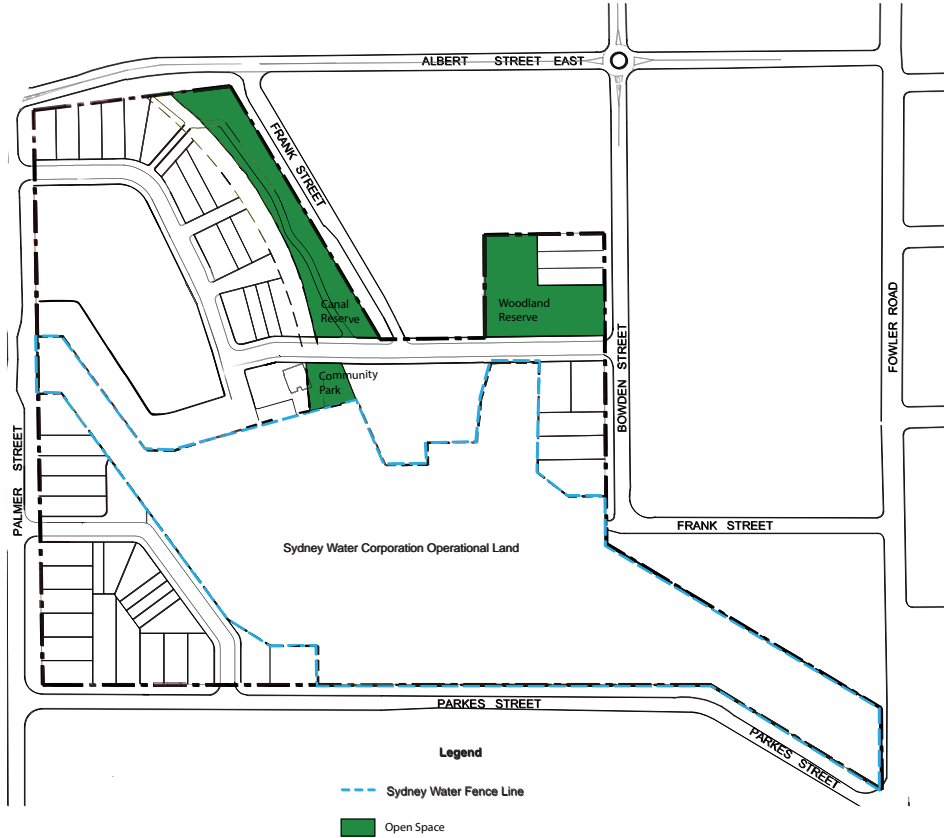 ALBERT STREET EAST
FRANK STREET
Canal
Reserve
Woodland
Reserve
FOWLER ROAD
BOWDEN STREET
Community
Park
PALMER STREET
FRANK STREET
Sydney Water Corporation Operational Land
PARKES STREET
PARKES STREET
Legend
Sydney Water Fence Line
Open Space